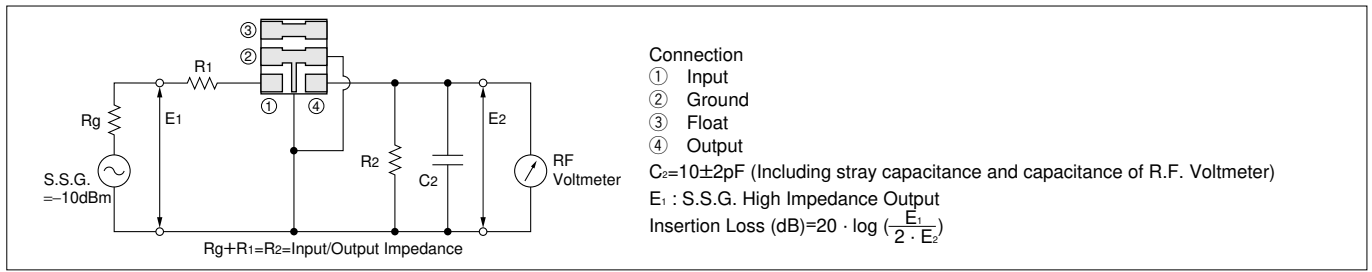 ③
②
R1
①
④
Rg
E1
E2
R2
C2
RF
Voltmeter
S.S.G.
=–10dBm
Rg+R1=R2=Input/Output Impedance
Connection
① Input
② Ground
③ Float
④ Output
C2=10±2pF (Including stray capacitance and capacitance of R.F. Voltmeter)
E1 : S.S.G. High Impedance Output
Insertion Loss (dB)=20 · log (E1 / 2 · E2)